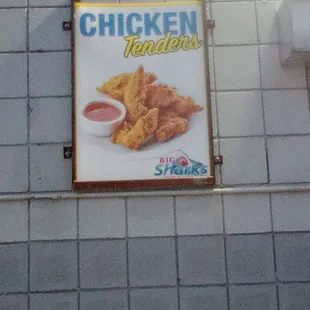 CHICKEN
Tenders
BIG
SHARKS